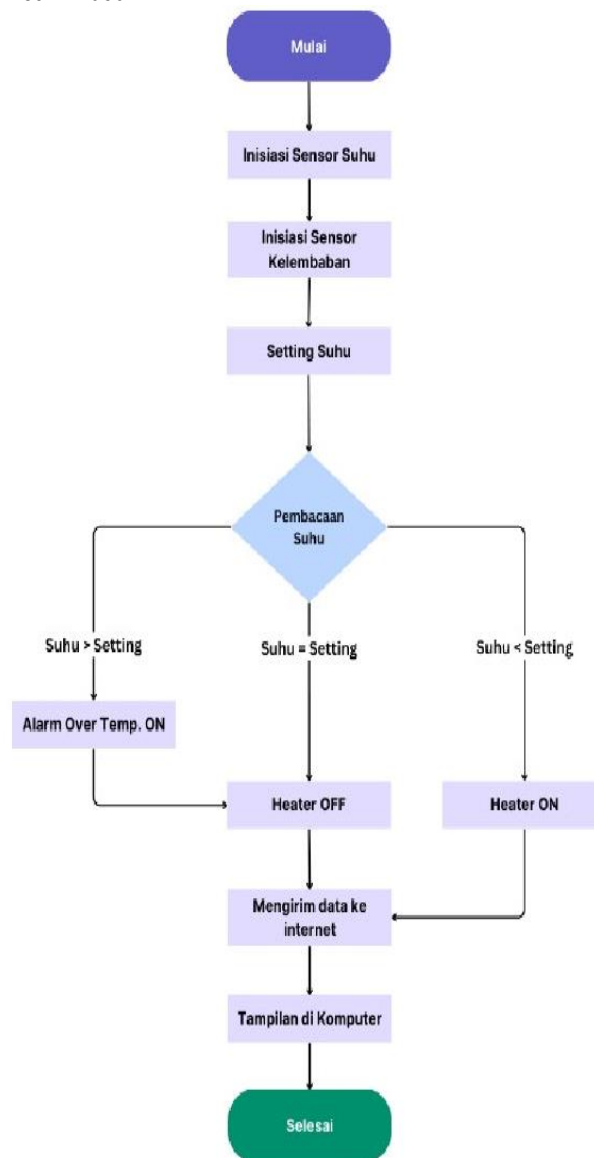 Mulai
Inisiasi Sensor Suhu
Inisiasi Sensor
Kelembaban
Setting Suhu
Pembacaan
Suhu
Suhu > Setting
Suhu = Setting
Suhu < Setting
Alarm Over Temp. ON
Heater OFF
Heater ON
Mengirim data ke
internet
Tampilan di Komputer
Selesai